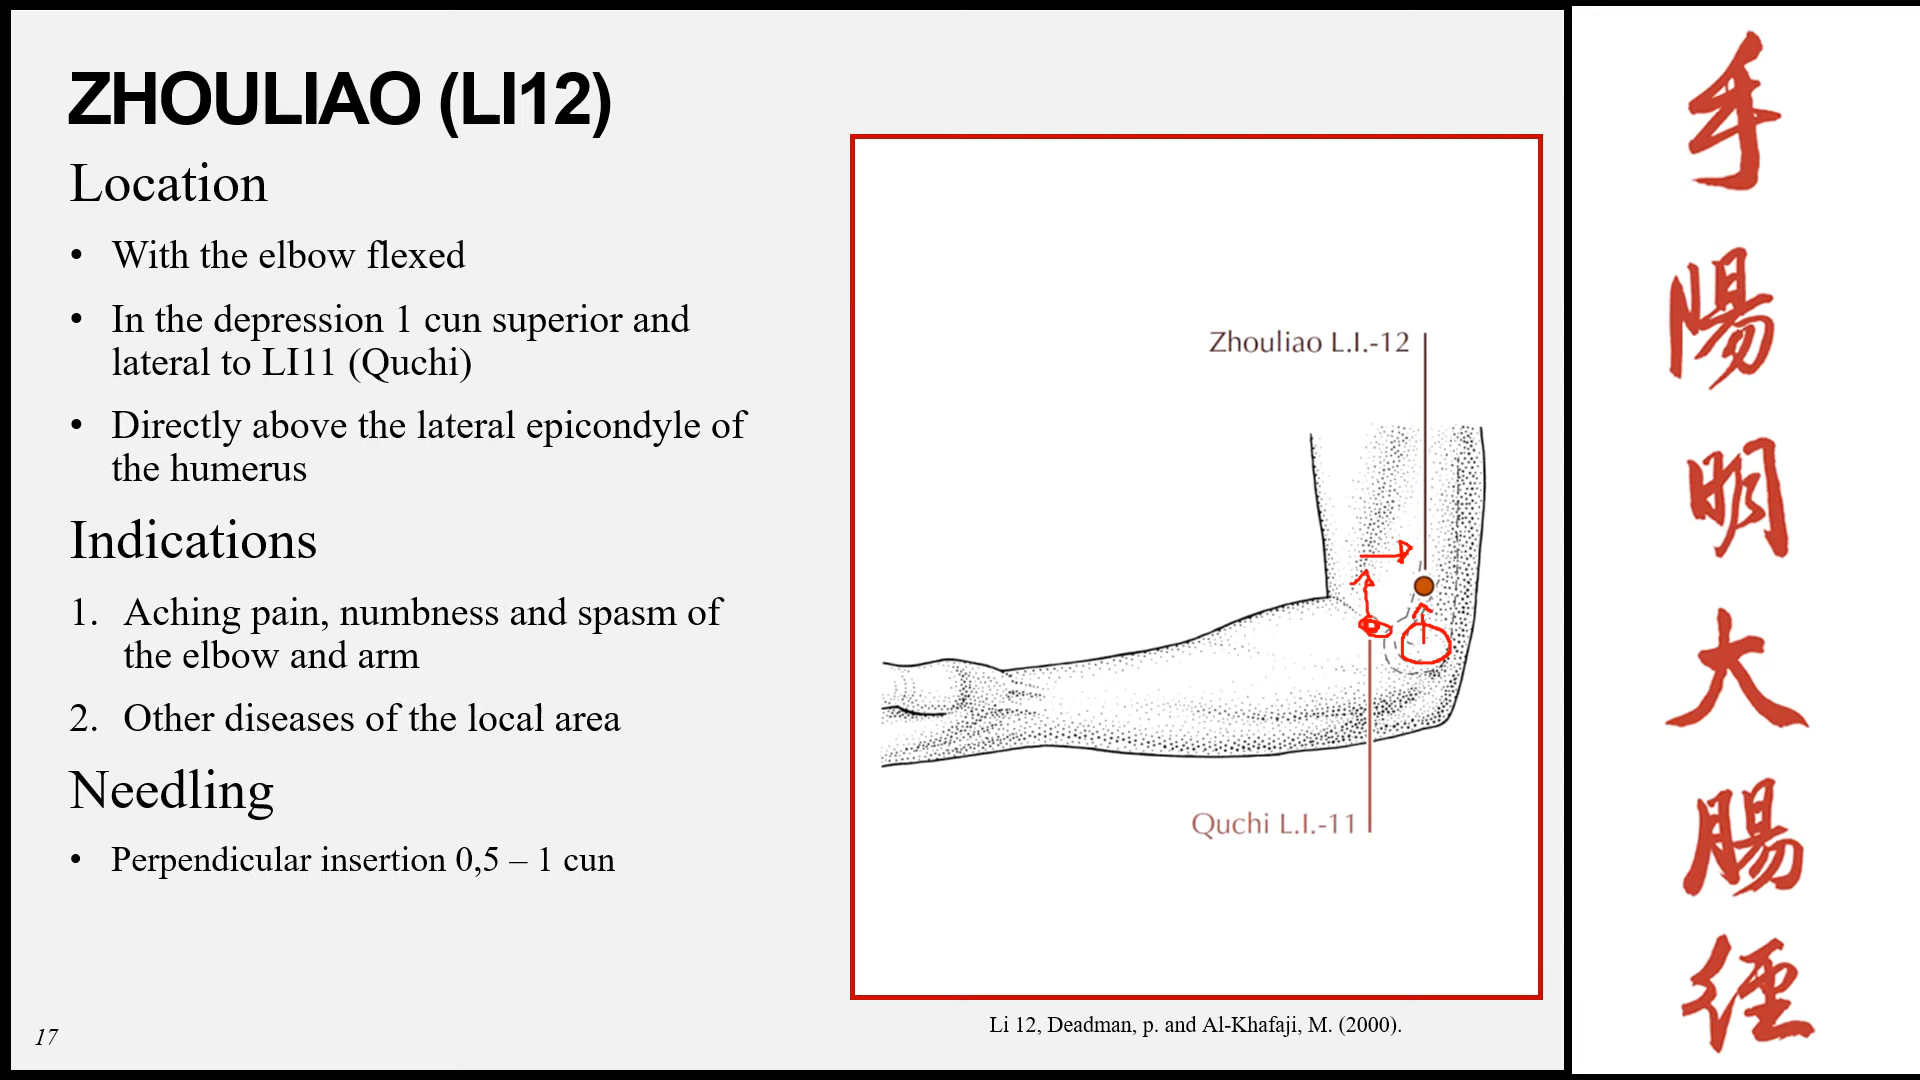 ZHOULIAO (LI12)
Location
• With the elbow flexed
• In the depression 1 cun superior and
lateral to LI11 (Quchi)
• Directly above the lateral epicondyle of
the humerus
Indications
1. Aching pain, numbness and spasm of
the elbow and arm
2. Other diseases of the local area
Needling
• Perpendicular insertion 0,5 – 1 cun
17
Zhouliao L.I.-12
Quchi L.I.-11
Li 12, Deadman, p. and Al-Khafaji, M. (2000).
手
陽
明
大
腸
經